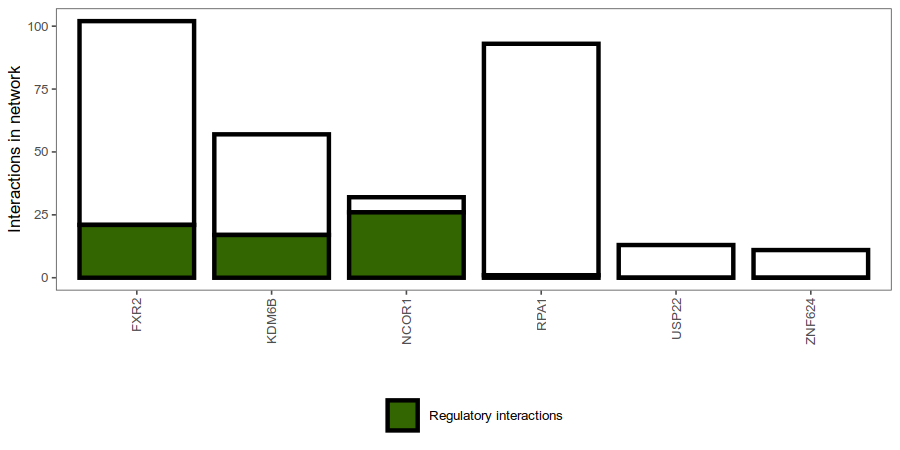 Interactions in network
100
75
50
25
0
FXR2
KDM6B
NCOR1
RPA1
USP22
ZNF624
Regulatory interactions